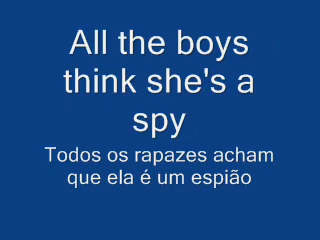 All the boys
think she's a
spy
Todos os rapazes acham
que ela é um espião